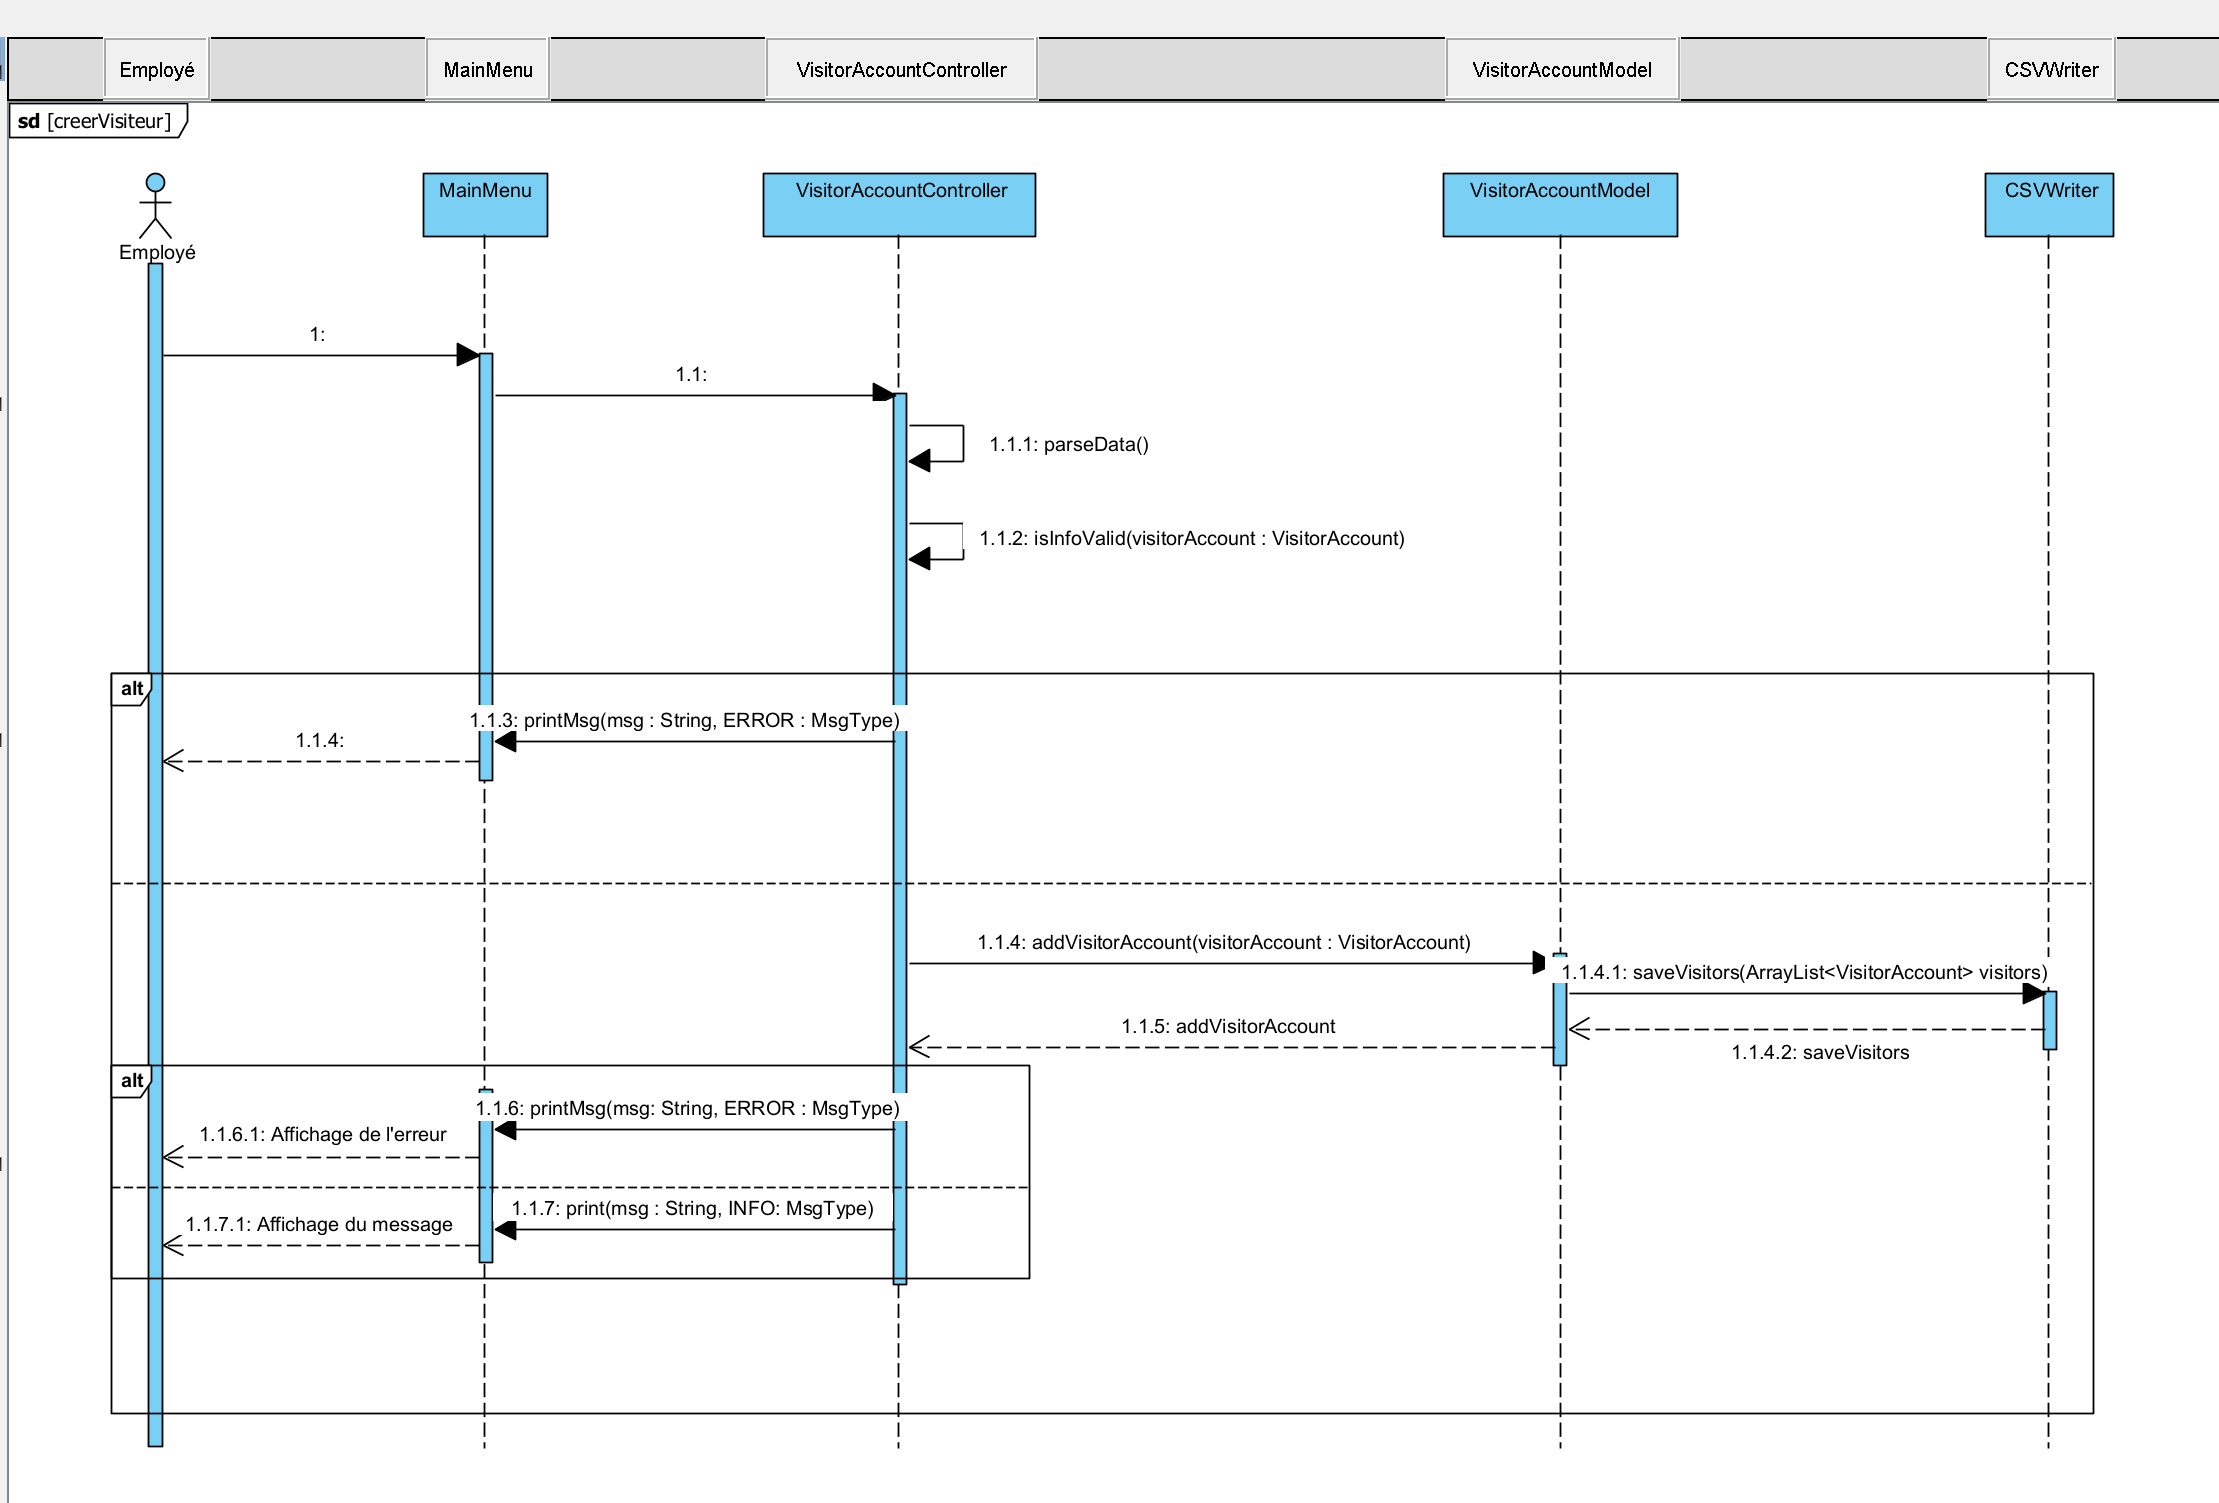 Employé
MainMenu
VisitorAccountController
VisitorAccountModel
CSVWriter
sd [creerVisiteur]
MainMenu
VisitorAccountController
VisitorAccountModel
CSVWriter
Employé
1:
1.1:
1.1.1: parseData()
1.1.2: isInfoValid(visitorAccount : VisitorAccount)
alt
1.1.3: printMsg(msg : String, ERROR : MsgType)
1.1.4:
1.1.4: addVisitorAccount(visitorAccount : VisitorAccount)
1.1.4.1: saveVisitors(ArrayList<VisitorAccount> visitors)
1.1.5: addVisitorAccount
1.1.4.2: saveVisitors
alt
1.1.6: printMsg(msg: String, ERROR : MsgType)
1.1.6.1: Affichage de l'erreur
1.1.7: print(msg : String, INFO: MsgType)
1.1.7.1: Affichage du message